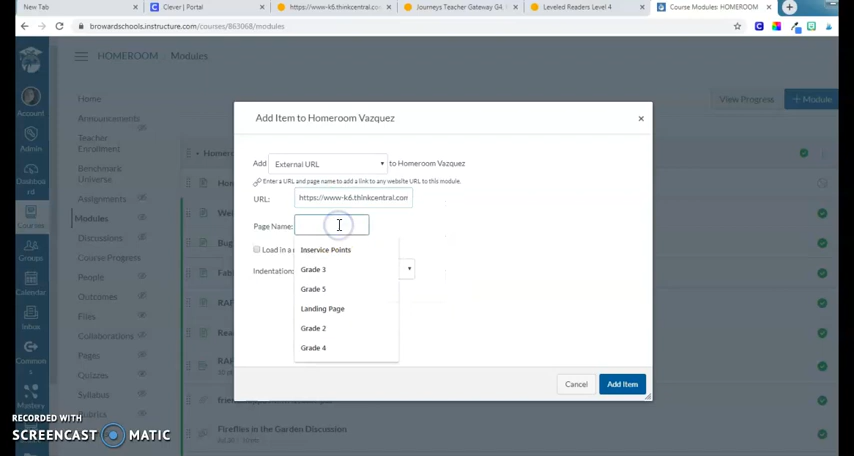 New Tab
Clever | Portal
https://www-k6.thinkcentral.com
Journeys Teacher Gateway G4
Leveled Readers Level 4
Course Modules: HOMEROOM
browardschools.instructure.com/courses/863068/modules
HOMEROOM
Modules
View Progress
+ Module
Account
Admin
Dashboard
Courses
Groups
Calendar
Inbox
Commons
Masters
Home
Announcements
Teacher Enrollment
Benchmark Universe
Assignments
Modules
Discussions
Course Progress
People
Outcomes
Files
Collaborations
Pages
Quizzes
Syllabus
Rubrics
Add Item to Homeroom Vazquez
Add External URL to Homeroom Vazquez
Enter a URL and page name to add a link to any website URL to this module.
URL: https://www-k6.thinkcentral.com
Page Name:
Load in a
Indentation:
Inservice Points
Grade 3
Grade 5
Landing Page
Grade 2
Grade 4
Cancel
Add Item
Fireflies in the Garden Discussion
RECORDED WITH
SCREENCAST MATIC